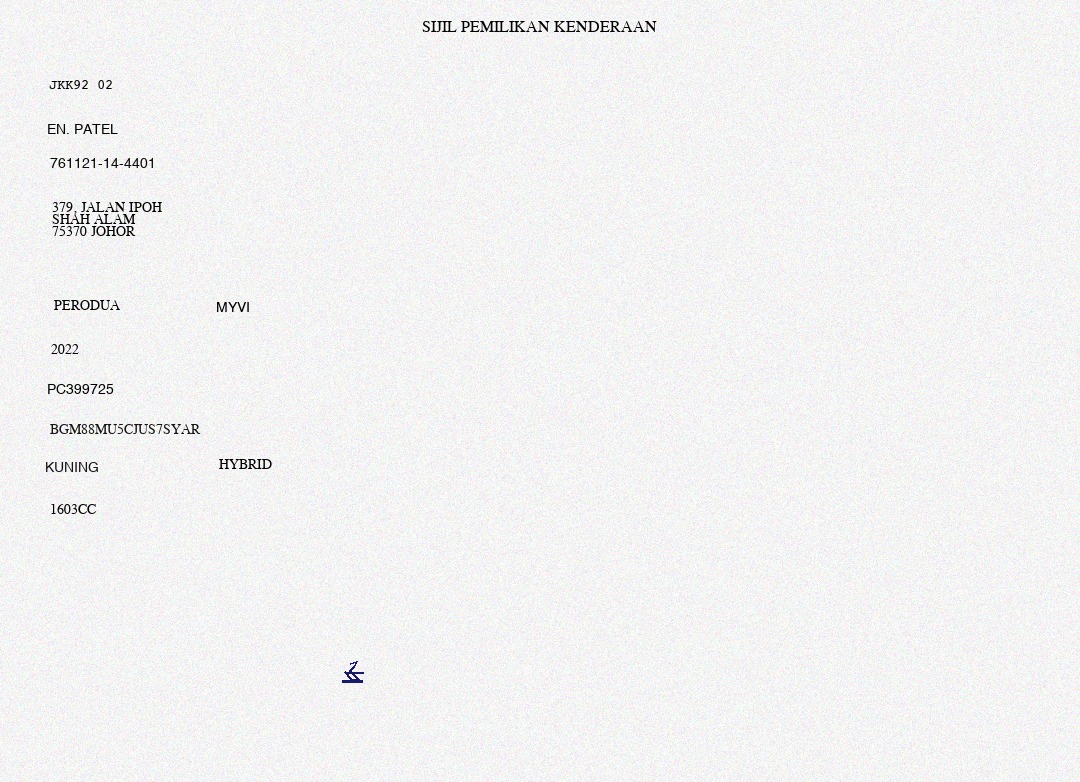 SIJIL PEMILIKAN KENDERAAN
JKK92 02
EN. PATEL
761121-14-4401
379, JALAN IPOH
SHAH ALAM
75370 JOHOR
PERODUA MYVI
2022
PC399725
BGM88MU5CJUS7SYAR
KUNING HYBRID
1603CC